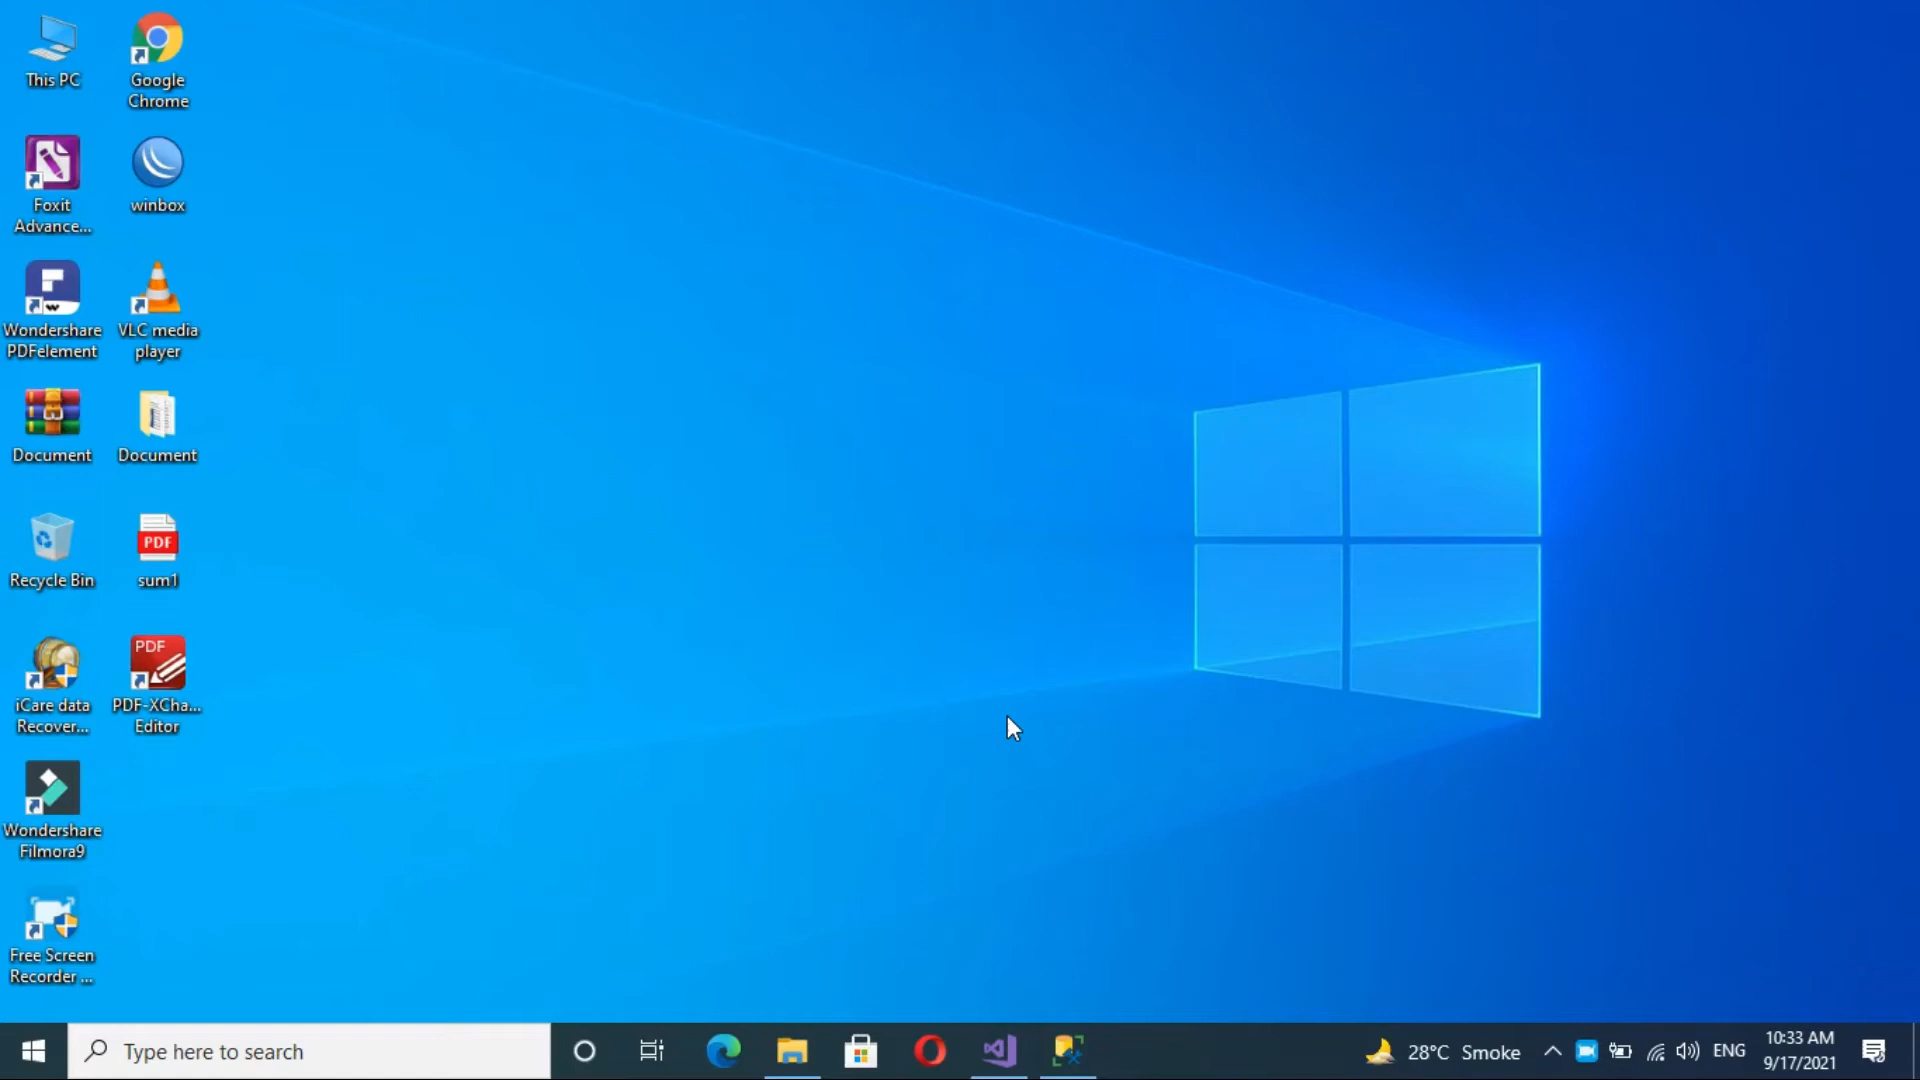 This PC
Google
Chrome
Foxit
Advance...
winbox
Wondershare
PDFelement
VLC media
player
Document
Document
Recycle Bin
PDF
sum1
iCare data
Recover...
PDF
PDF-XCha...
Editor
Wondershare
Filmora9
Free Screen
Recorder ...
Type here to search
28°C Smoke
ENG
10:33 AM
9/17/2021